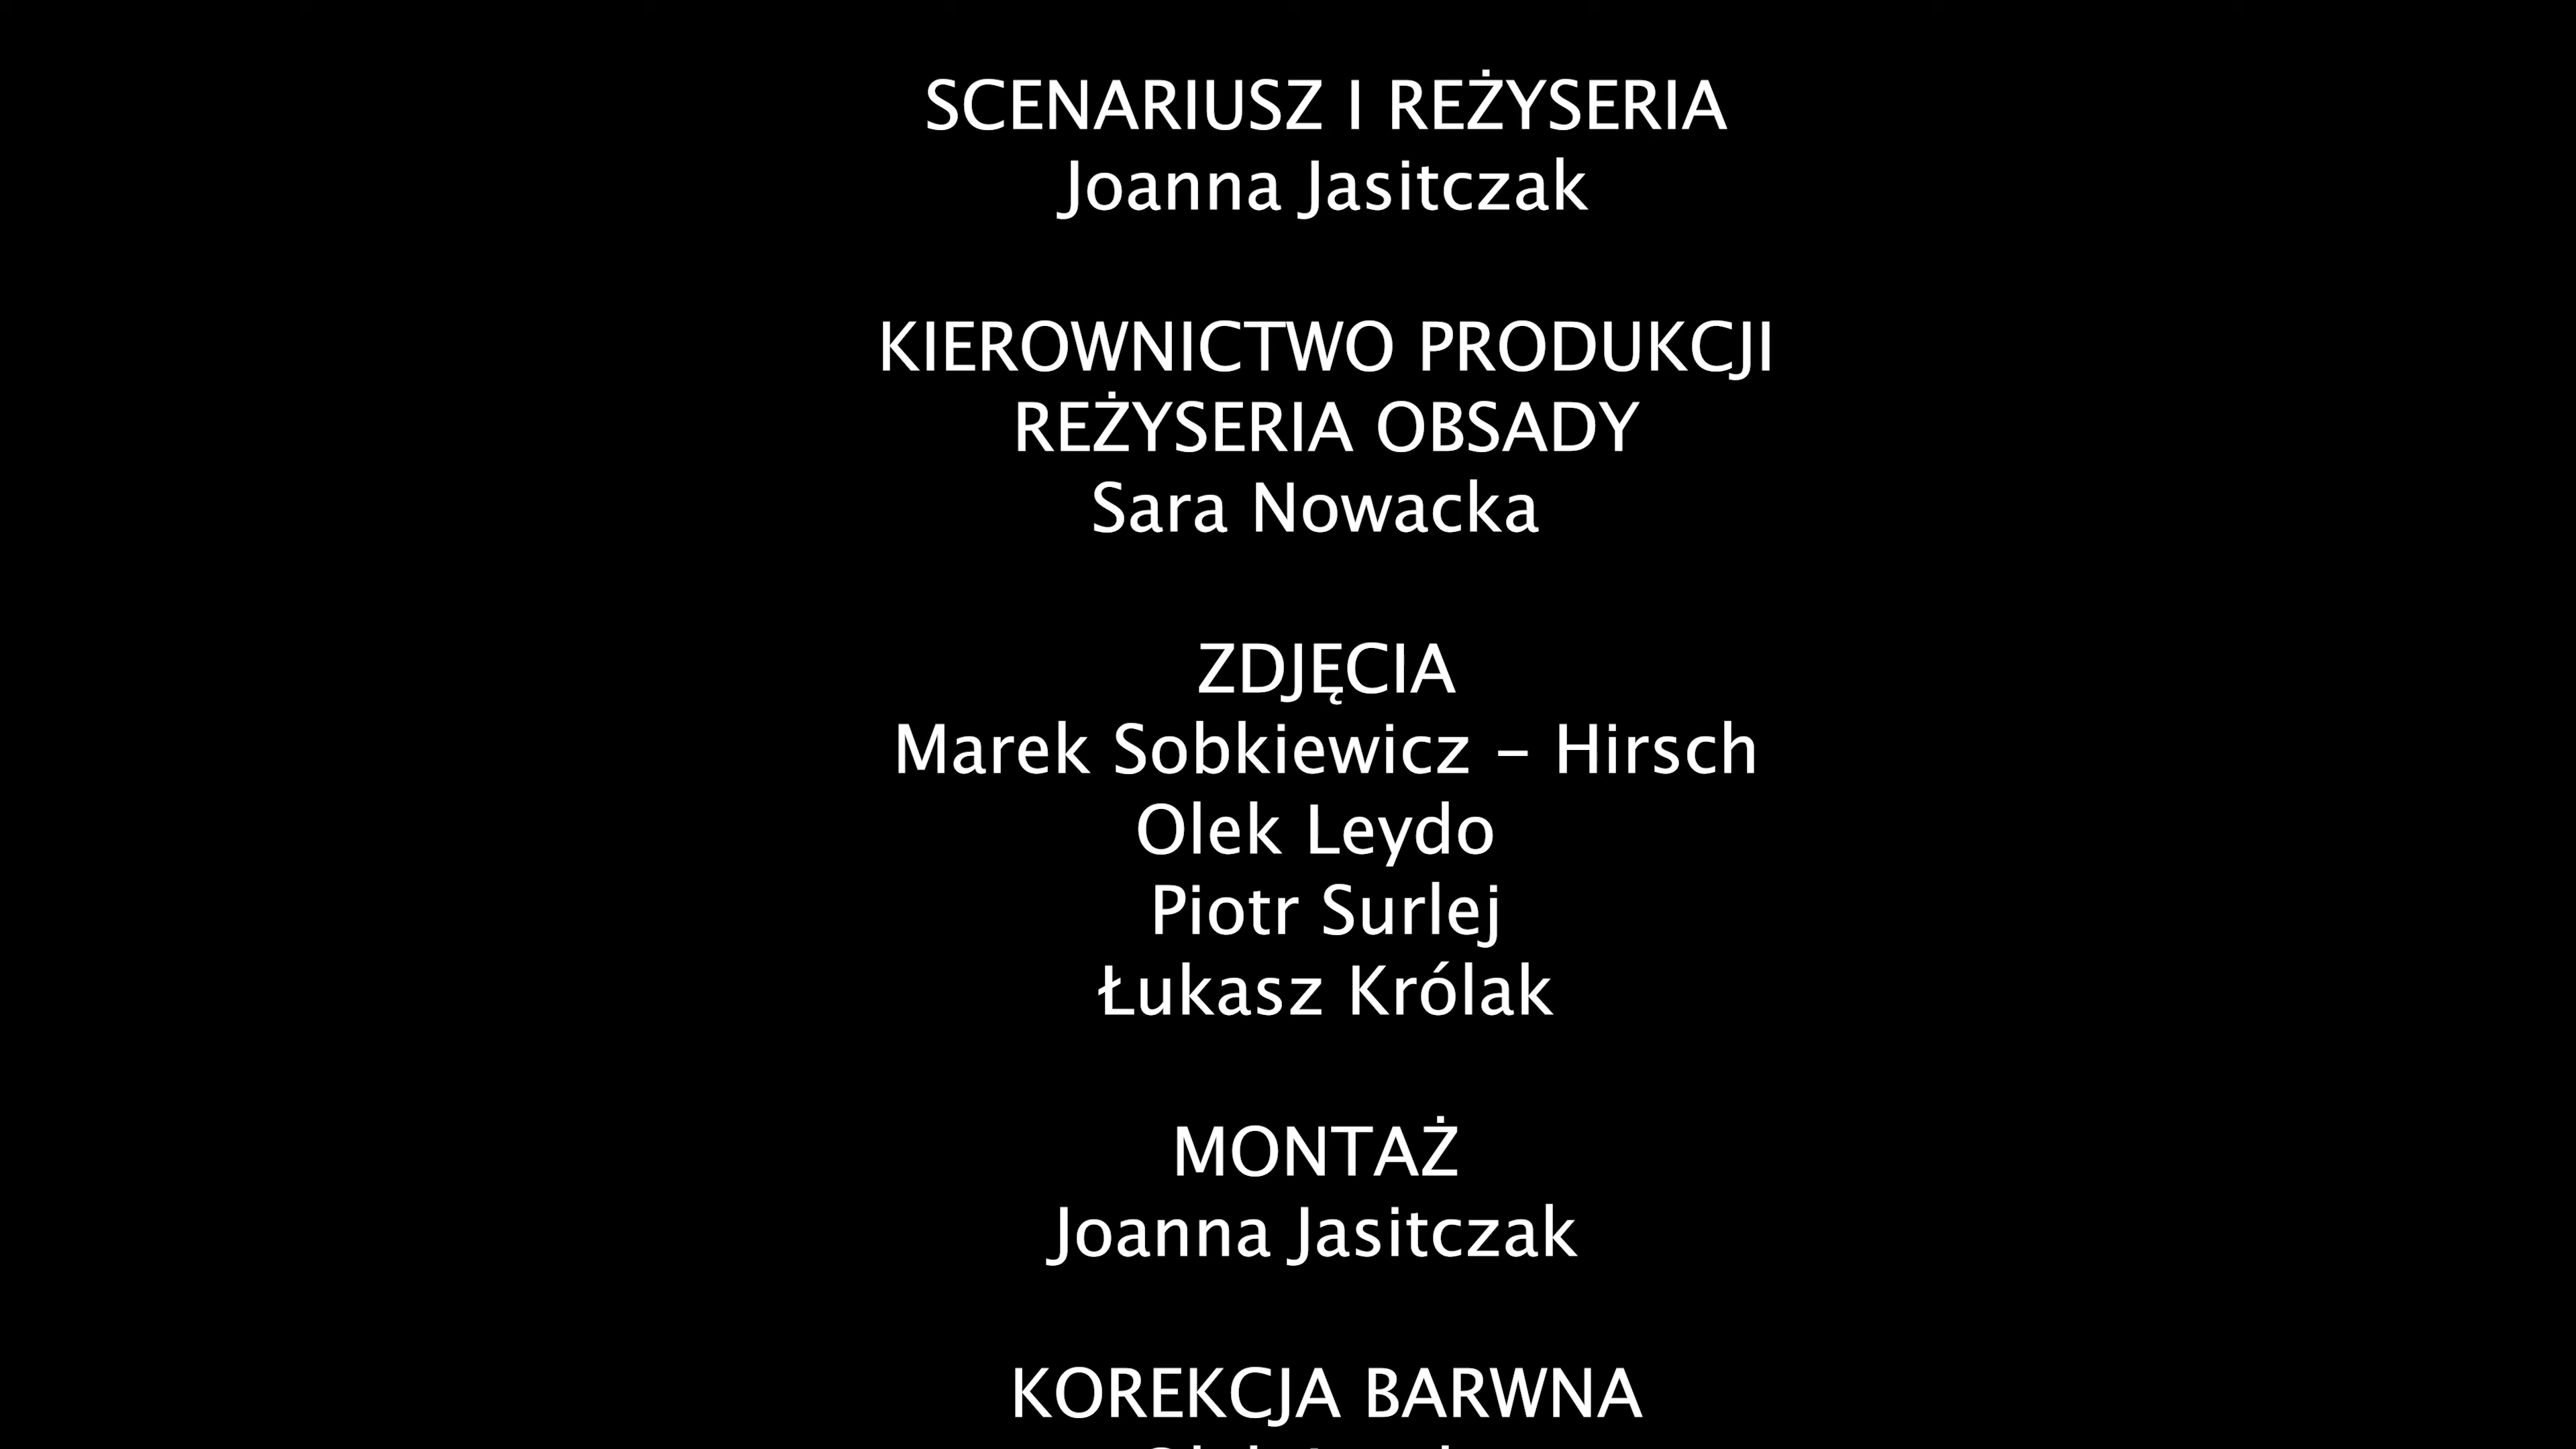 SCENARIUSZ I REŻYSERIA
Joanna Jasitczak
KIEROWNICTWO PRODUKCJI
REŻYSERIA OBSADY
Sara Nowacka
ZDJĘCIA
Marek Sobkiewicz - Hirsch
Olek Leydo
Piotr Surlej
Łukasz Królak
MONTAŻ
Joanna Jasitczak
KOREKCJA BARWNA